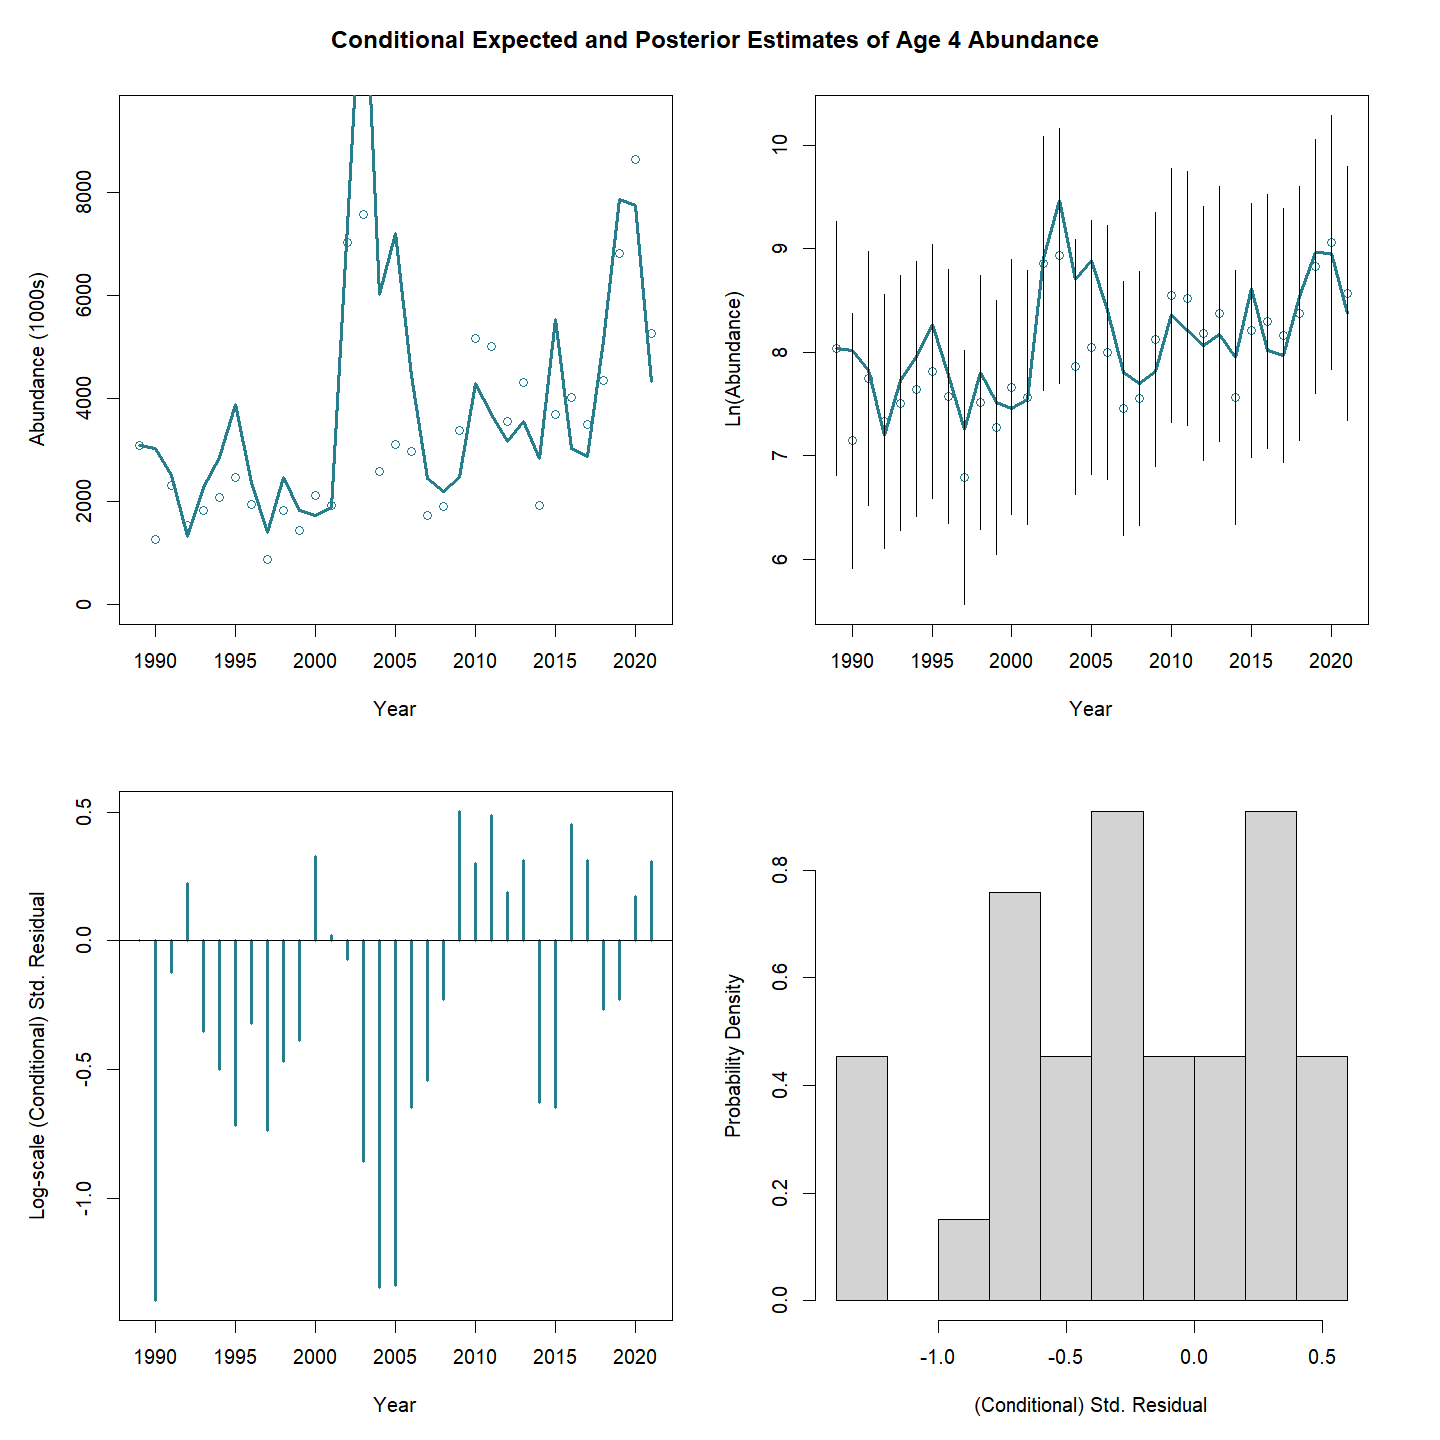 Conditional Expected and Posterior Estimates of Age 4 Abundance
Abundance (1000s)
8000
6000
4000
2000
0
1990 1995 2000 2005 2010 2015 2020
Year
Ln(Abundance)
10
9
8
7
6
1990 1995 2000 2005 2010 2015 2020
Year
Log-scale (Conditional) Std. Residual
0.5
0.0
-0.5
-1.0
1990 1995 2000 2005 2010 2015 2020
Year
Probability Density
0.8
0.6
0.4
0.2
0.0
-1.0 -0.5 0.0 0.5
(Conditional) Std. Residual